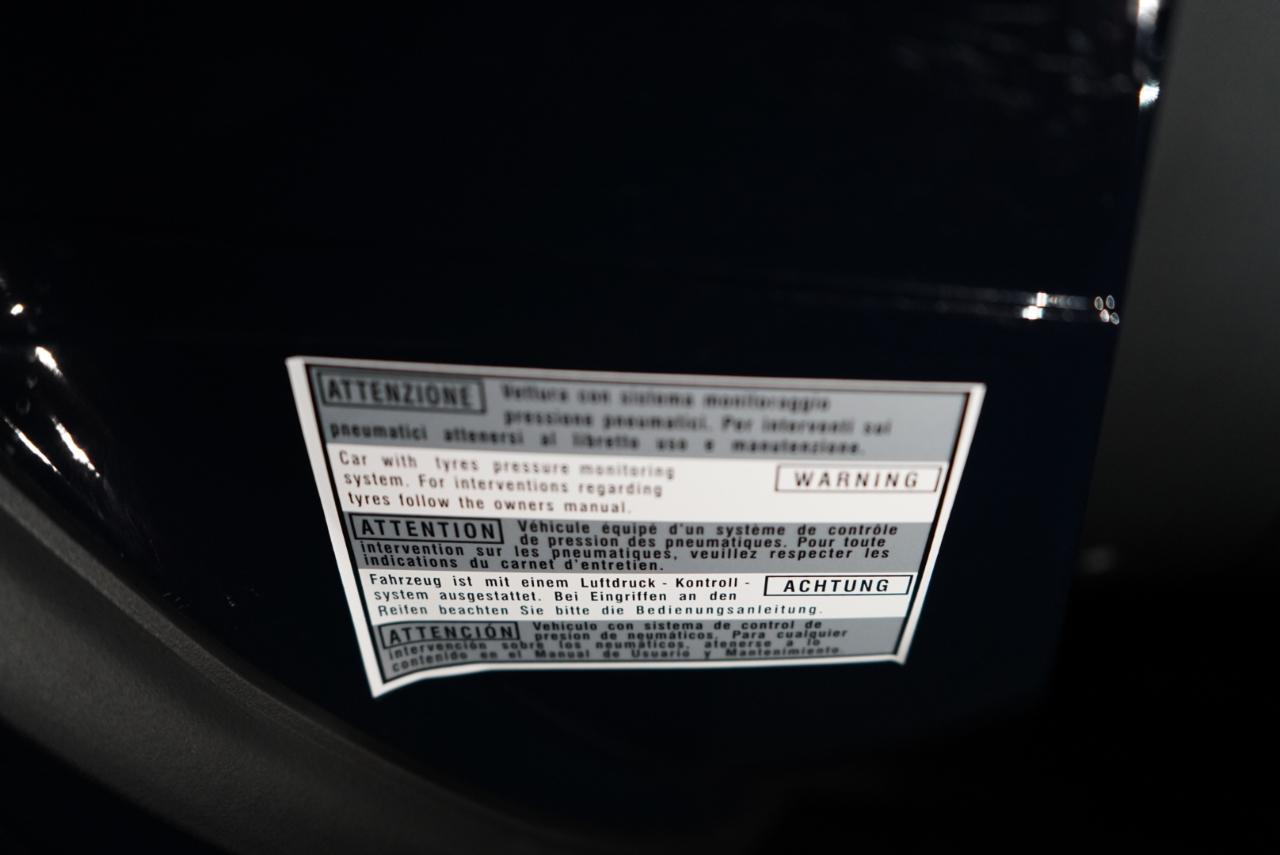 ATTENZIONE Vettura con sistema monitoraggio
pressione pneumatici. Per interventi sui
pneumatici attenersi al libretto uso e manutenzione.
Car with tyres pressure monitoring
system. For interventions regarding
tyres follow the owners manual.
WARNING
ATTENTION Véhicule équipé d'un système de contrôle
de pression des pneumatiques. Pour toute
intervention sur les pneumatiques, veuillez respecter les
indications du carnet d'entretien.
Fahrzeug ist mit einem Luftdruck - Kontroll -
system ausgestattet. Bei Eingriffen an den
Reifen beachten Sie bitte die Bedienungsanleitung.
ACHTUNG
ATTENCIÓN Vehículo con sistema de control de
presion de neumáticos. Para cualquier
intervención sobre los neumáticos, atenerse a lo
contenido en el Manual de Usuario y Mantenimiento.